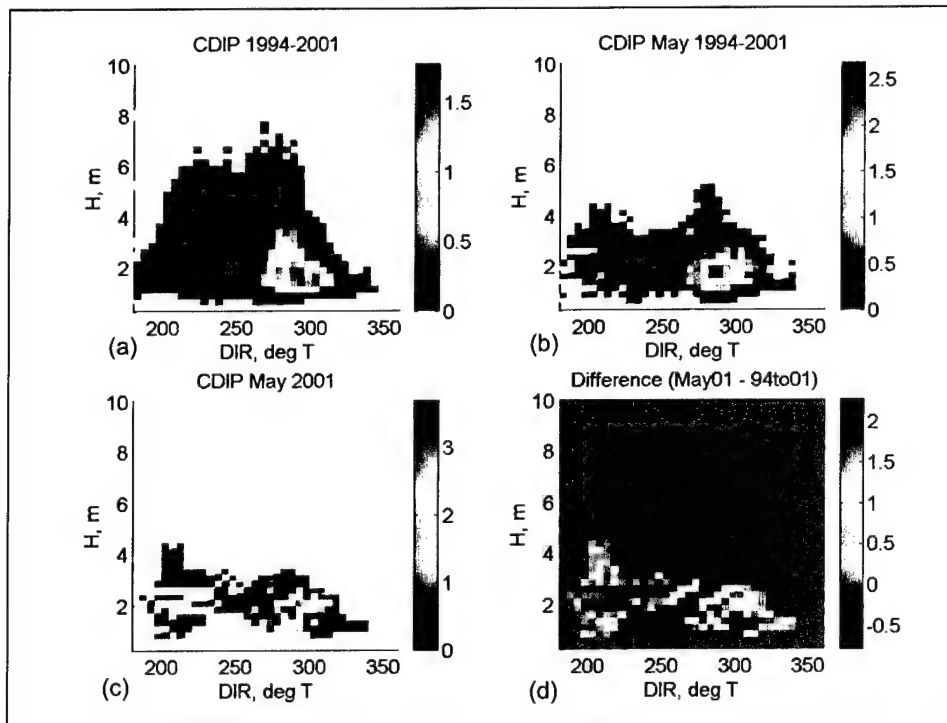 CDIP 1994-2001
10
8
6
4
2
H, m
200 250 300 350
DIR, deg T
(a)
1.5
1
0.5
0
CDIP May 1994-2001
10
8
6
4
2
H, m
200 250 300 350
DIR, deg T
(b)
2.5
2
1.5
1
0.5
0
CDIP May 2001
10
8
6
4
2
H, m
200 250 300 350
DIR, deg T
(c)
3
2
1
0
Difference (May01 - 94to01)
10
8
6
4
2
H, m
200 250 300 350
DIR, deg T
(d)
2
1.5
1
0.5
0
-0.5